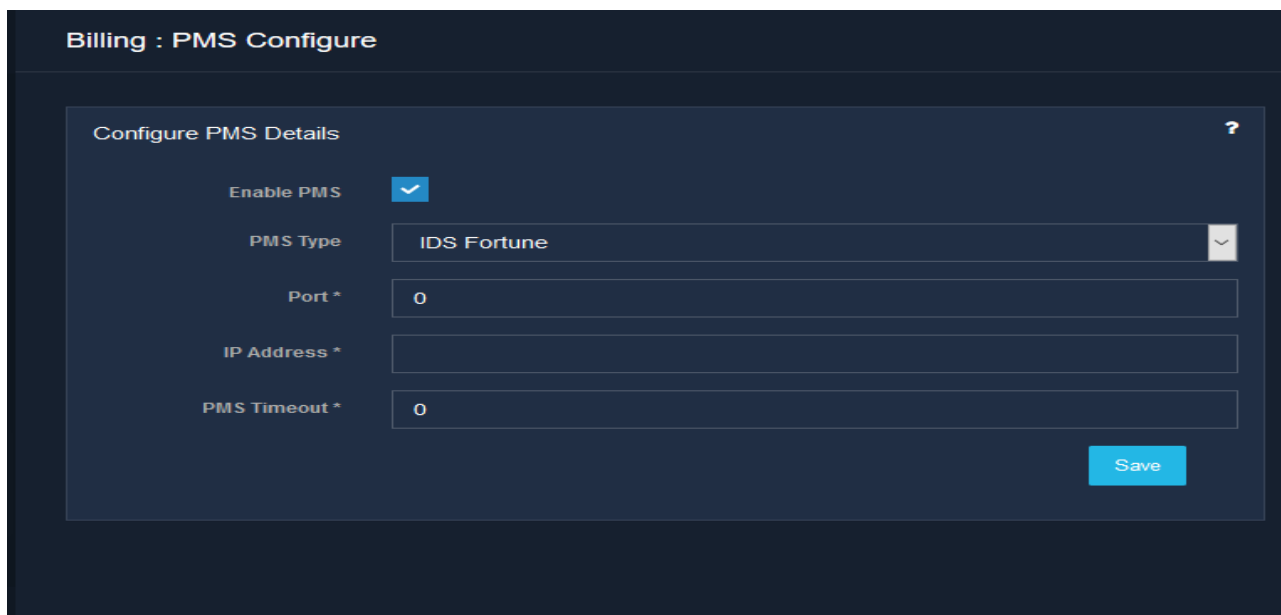 Billing : PMS Configure
Configure PMS Details ?
Enable PMS
PMS Type IDS Fortune
Port * 0
IP Address *
PMS Timeout * 0
Save